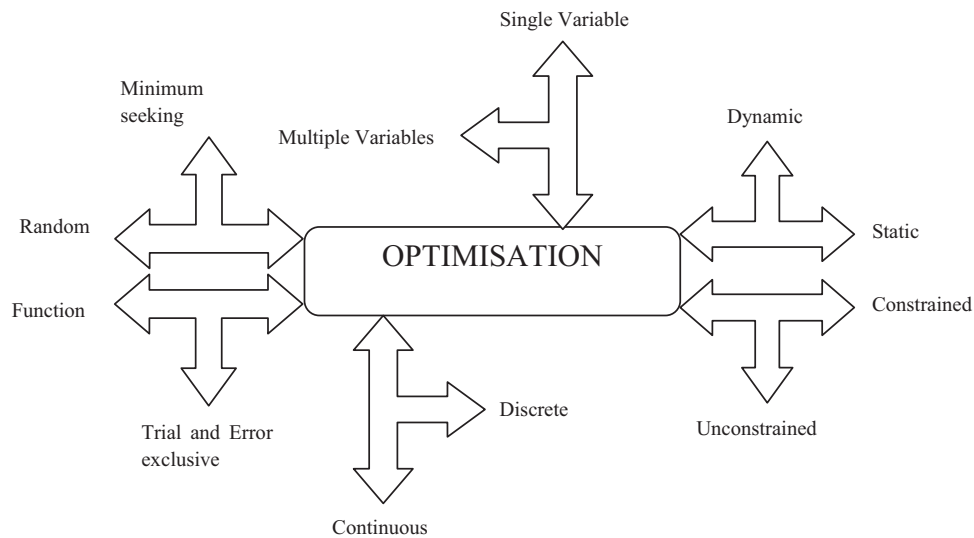 Single Variable
Minimum
seeking
Multiple Variables
Dynamic
Random
OPTIMISATION
Static
Function
Constrained
Trial and Error
exclusive
Discrete
Unconstrained
Continuous